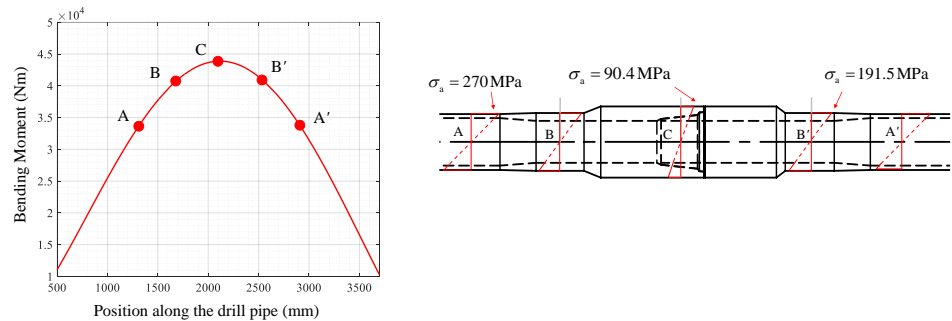 ×10⁴
5
4.5
4
3.5
3
2.5
2
1.5
1
Bending Moment (Nm)
A
B
C
B′
A′
500 1000 1500 2000 2500 3000 3500
Position along the drill pipe (mm)
σa = 270 MPa
σa = 90.4 MPa
σa = 191.5 MPa
A B C B′ A′